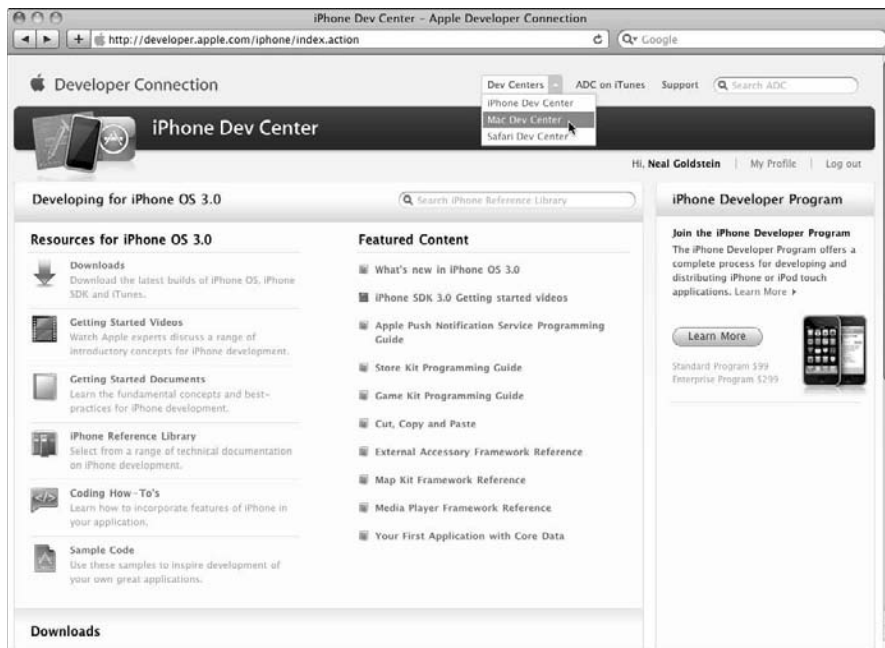 iPhone Dev Center – Apple Developer Connection
http://developer.apple.com/iphone/index.action
Google
Developer Connection
Dev Centers
ADC on iTunes
Support
Search ADC
iPhone Dev Center
Mac Dev Center
Safari Dev Center
iPhone Dev Center
Hi, Neal Goldstein | My Profile | Log out
Developing for iPhone OS 3.0
Search iPhone Reference Library
Resources for iPhone OS 3.0
Downloads
Download the latest builds of iPhone OS, iPhone
SDK and iTunes.
Getting Started Videos
Watch Apple experts discuss a range of
introductory concepts for iPhone development.
Getting Started Documents
Learn the fundamental concepts and best-
practices for iPhone development.
iPhone Reference Library
Select from a range of technical documentation
on iPhone development.
Coding How-To's
Learn how to incorporate features of iPhone in
your application.
Sample Code
Use these samples to inspire development of
your own great applications.
Featured Content
What's new in iPhone OS 3.0
iPhone SDK 3.0 Getting started videos
Apple Push Notification Service Programming
Guide
Store Kit Programming Guide
Game Kit Programming Guide
Cut, Copy and Paste
External Accessory Framework Reference
Map Kit Framework Reference
Media Player Framework Reference
Your First Application with Core Data
iPhone Developer Program
Join the iPhone Developer Program
The iPhone Developer Program offers a
complete process for developing and
distributing iPhone or iPod touch
applications. Learn More
Learn More
Standard Program $99
Enterprise Program $299
Downloads